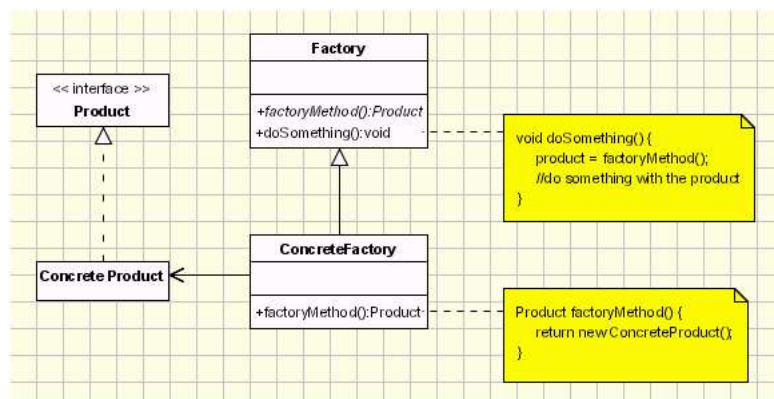 Factory
<< interface >>
Product
+factoryMethod():Product
+doSomething():void
void doSomething() {
product = factoryMethod();
//do something with the product
}
ConcreteFactory
Concrete Product
+factoryMethod():Product
Product factoryMethod() {
return new ConcreteProduct();
}